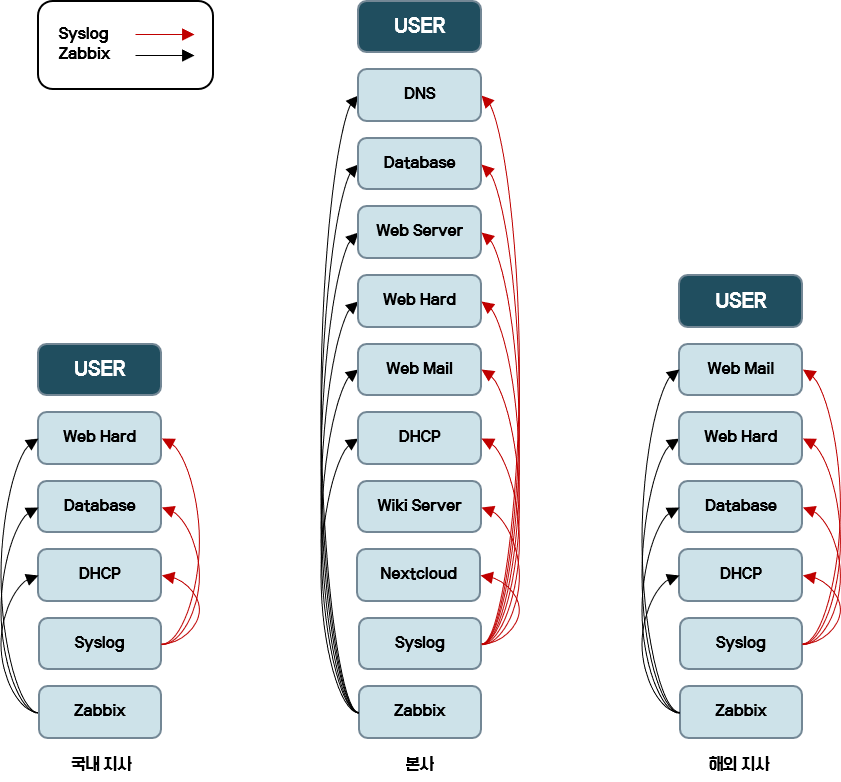 Syslog
Zabbix
USER
Web Hard
Database
DHCP
Syslog
Zabbix
국내 지사
USER
DNS
Database
Web Server
Web Hard
Web Mail
DHCP
Wiki Server
Nextcloud
Syslog
Zabbix
본사
USER
Web Mail
Web Hard
Database
DHCP
Syslog
Zabbix
해외 지사